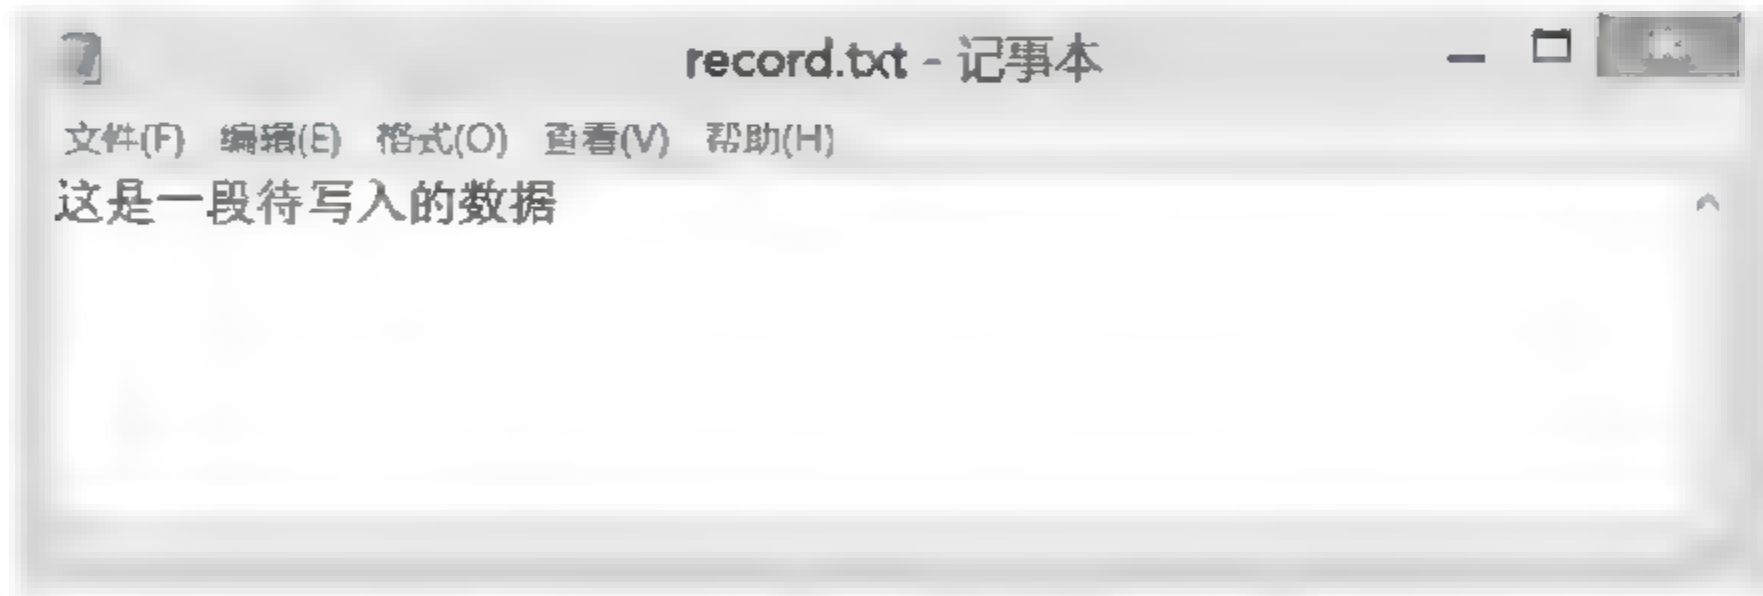 record.txt - 记事本
文件(F) 编辑(E) 格式(O) 查看(V) 帮助(H)
这是一段待写入的数据